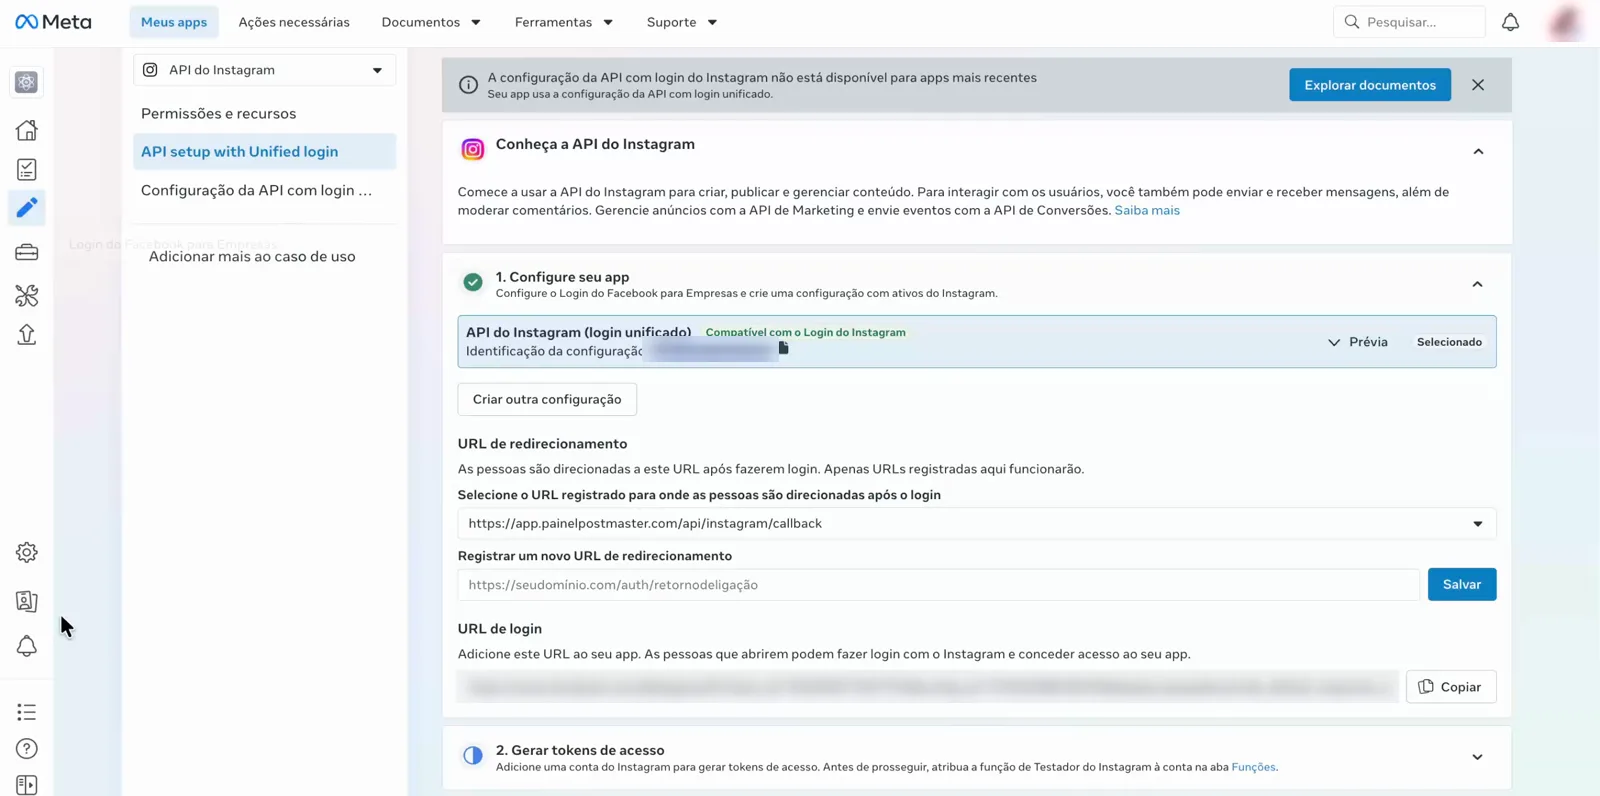 Meta
Meus apps
Ações necessárias
Documentos
Ferramentas
Suporte
Pesquisar...
API do Instagram
Permissões e recursos
API setup with Unified login
Configuração da API com login ...
Login do Facebook para Empresas
Adicionar mais ao caso de uso
A configuração da API com login do Instagram não está disponível para apps mais recentes
Seu app usa a configuração da API com login unificado.
Explorar documentos
Conheça a API do Instagram
Comece a usar a API do Instagram para criar, publicar e gerenciar conteúdo. Para interagir com os usuários, você também pode enviar e receber mensagens, além de
moderar comentários. Gerencie anúncios com a API de Marketing e envie eventos com a API de Conversões. Saiba mais
1. Configure seu app
Configure o Login do Facebook para Empresas e crie uma configuração com ativos do Instagram.
API do Instagram (login unificado)
Compatível com o Login do Instagram
Identificação da configuração
Prévia
Selecionado
Criar outra configuração
URL de redirecionamento
As pessoas são direcionadas a este URL após fazerem login. Apenas URLs registradas aqui funcionarão.
Selecione o URL registrado para onde as pessoas são direcionadas após o login
https://app.painelpostmaster.com/api/instagram/callback
Registrar um novo URL de redirecionamento
https://seudomínio.com/auth/retornodeligação
Salvar
URL de login
Adicione este URL ao seu app. As pessoas que abrirem podem fazer login com o Instagram e conceder acesso ao seu app.
Copiar
2. Gerar tokens de acesso
Adicione uma conta do Instagram para gerar tokens de acesso. Antes de prosseguir, atribua a função de Testador do Instagram à conta na aba Funções.